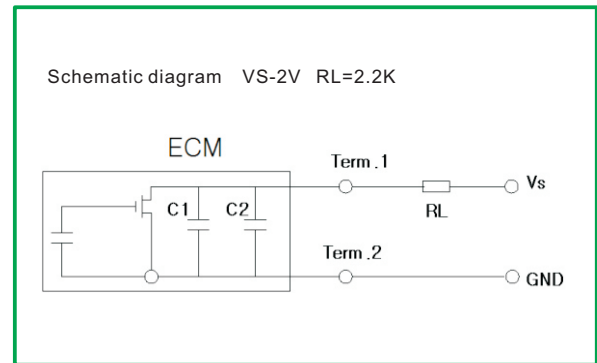 Schematic diagram VS-2V RL=2.2K
ECM
Term.1
C1 C2
Vs
RL
Term.2
GND